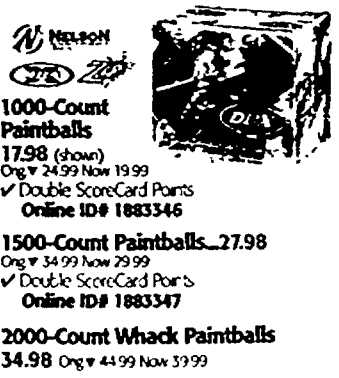 NELSON
1000-Count
Paintballs
17.98 (shown)
Orig▼ 24.99 Now 19.99
✓ Double ScoreCard Points
Online ID# 1883346
1500-Count Paintballs...27.98
Orig▼ 34.99 Now 29.99
✓ Double ScoreCard Points
Online ID# 1883347
2000-Count Whack Paintballs
34.98 Orig▼ 44.99 Now 39.99